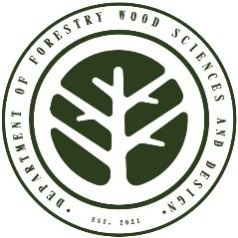 • DEPARTMENT OF FORESTRY WOOD SCIENCES AND DESIGN •
EST. 2021